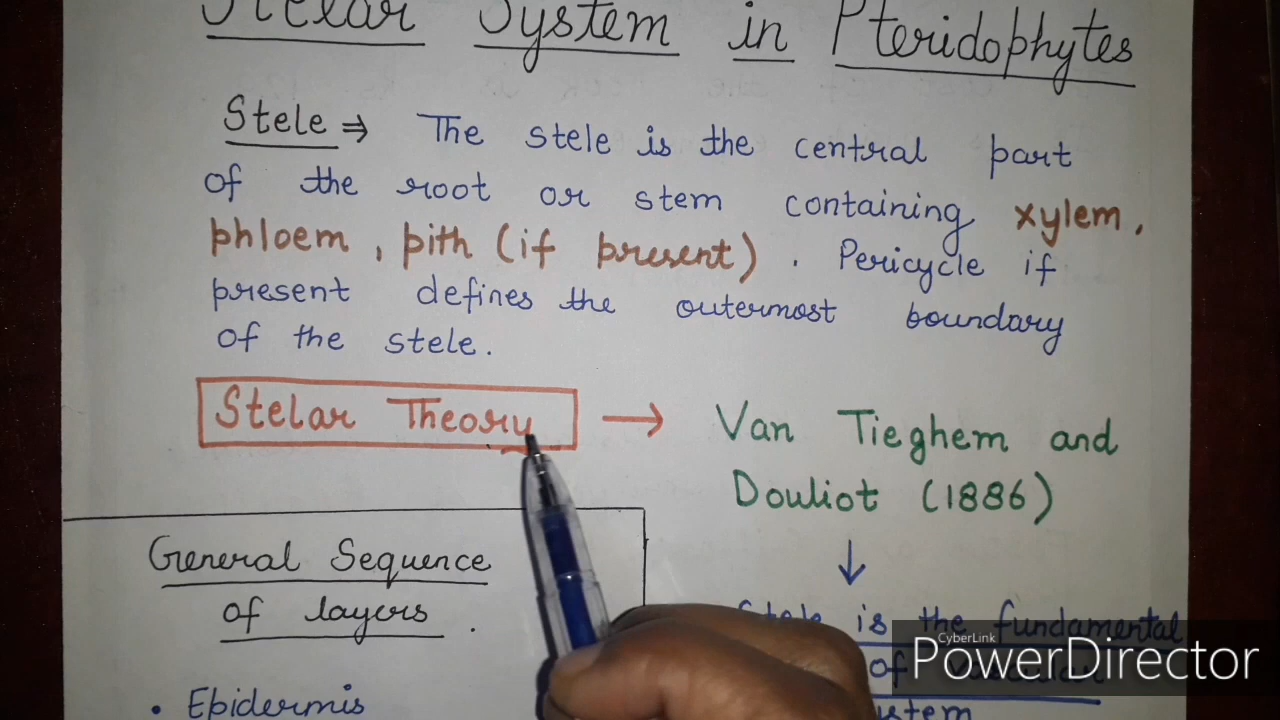 Stelar System in Pteridophytes
Stele ⇒ The stele is the central part
of the root or stem containing xylem,
phloem, pith (if present). Pericycle if
present defines the outermost boundary
of the stele.
Stelar Theory → Van Tieghem and
Douliot (1886)
↓
General Sequence
of layers.
• Epidermis
Stele is the fundamental
of
CyberLink
PowerDirector